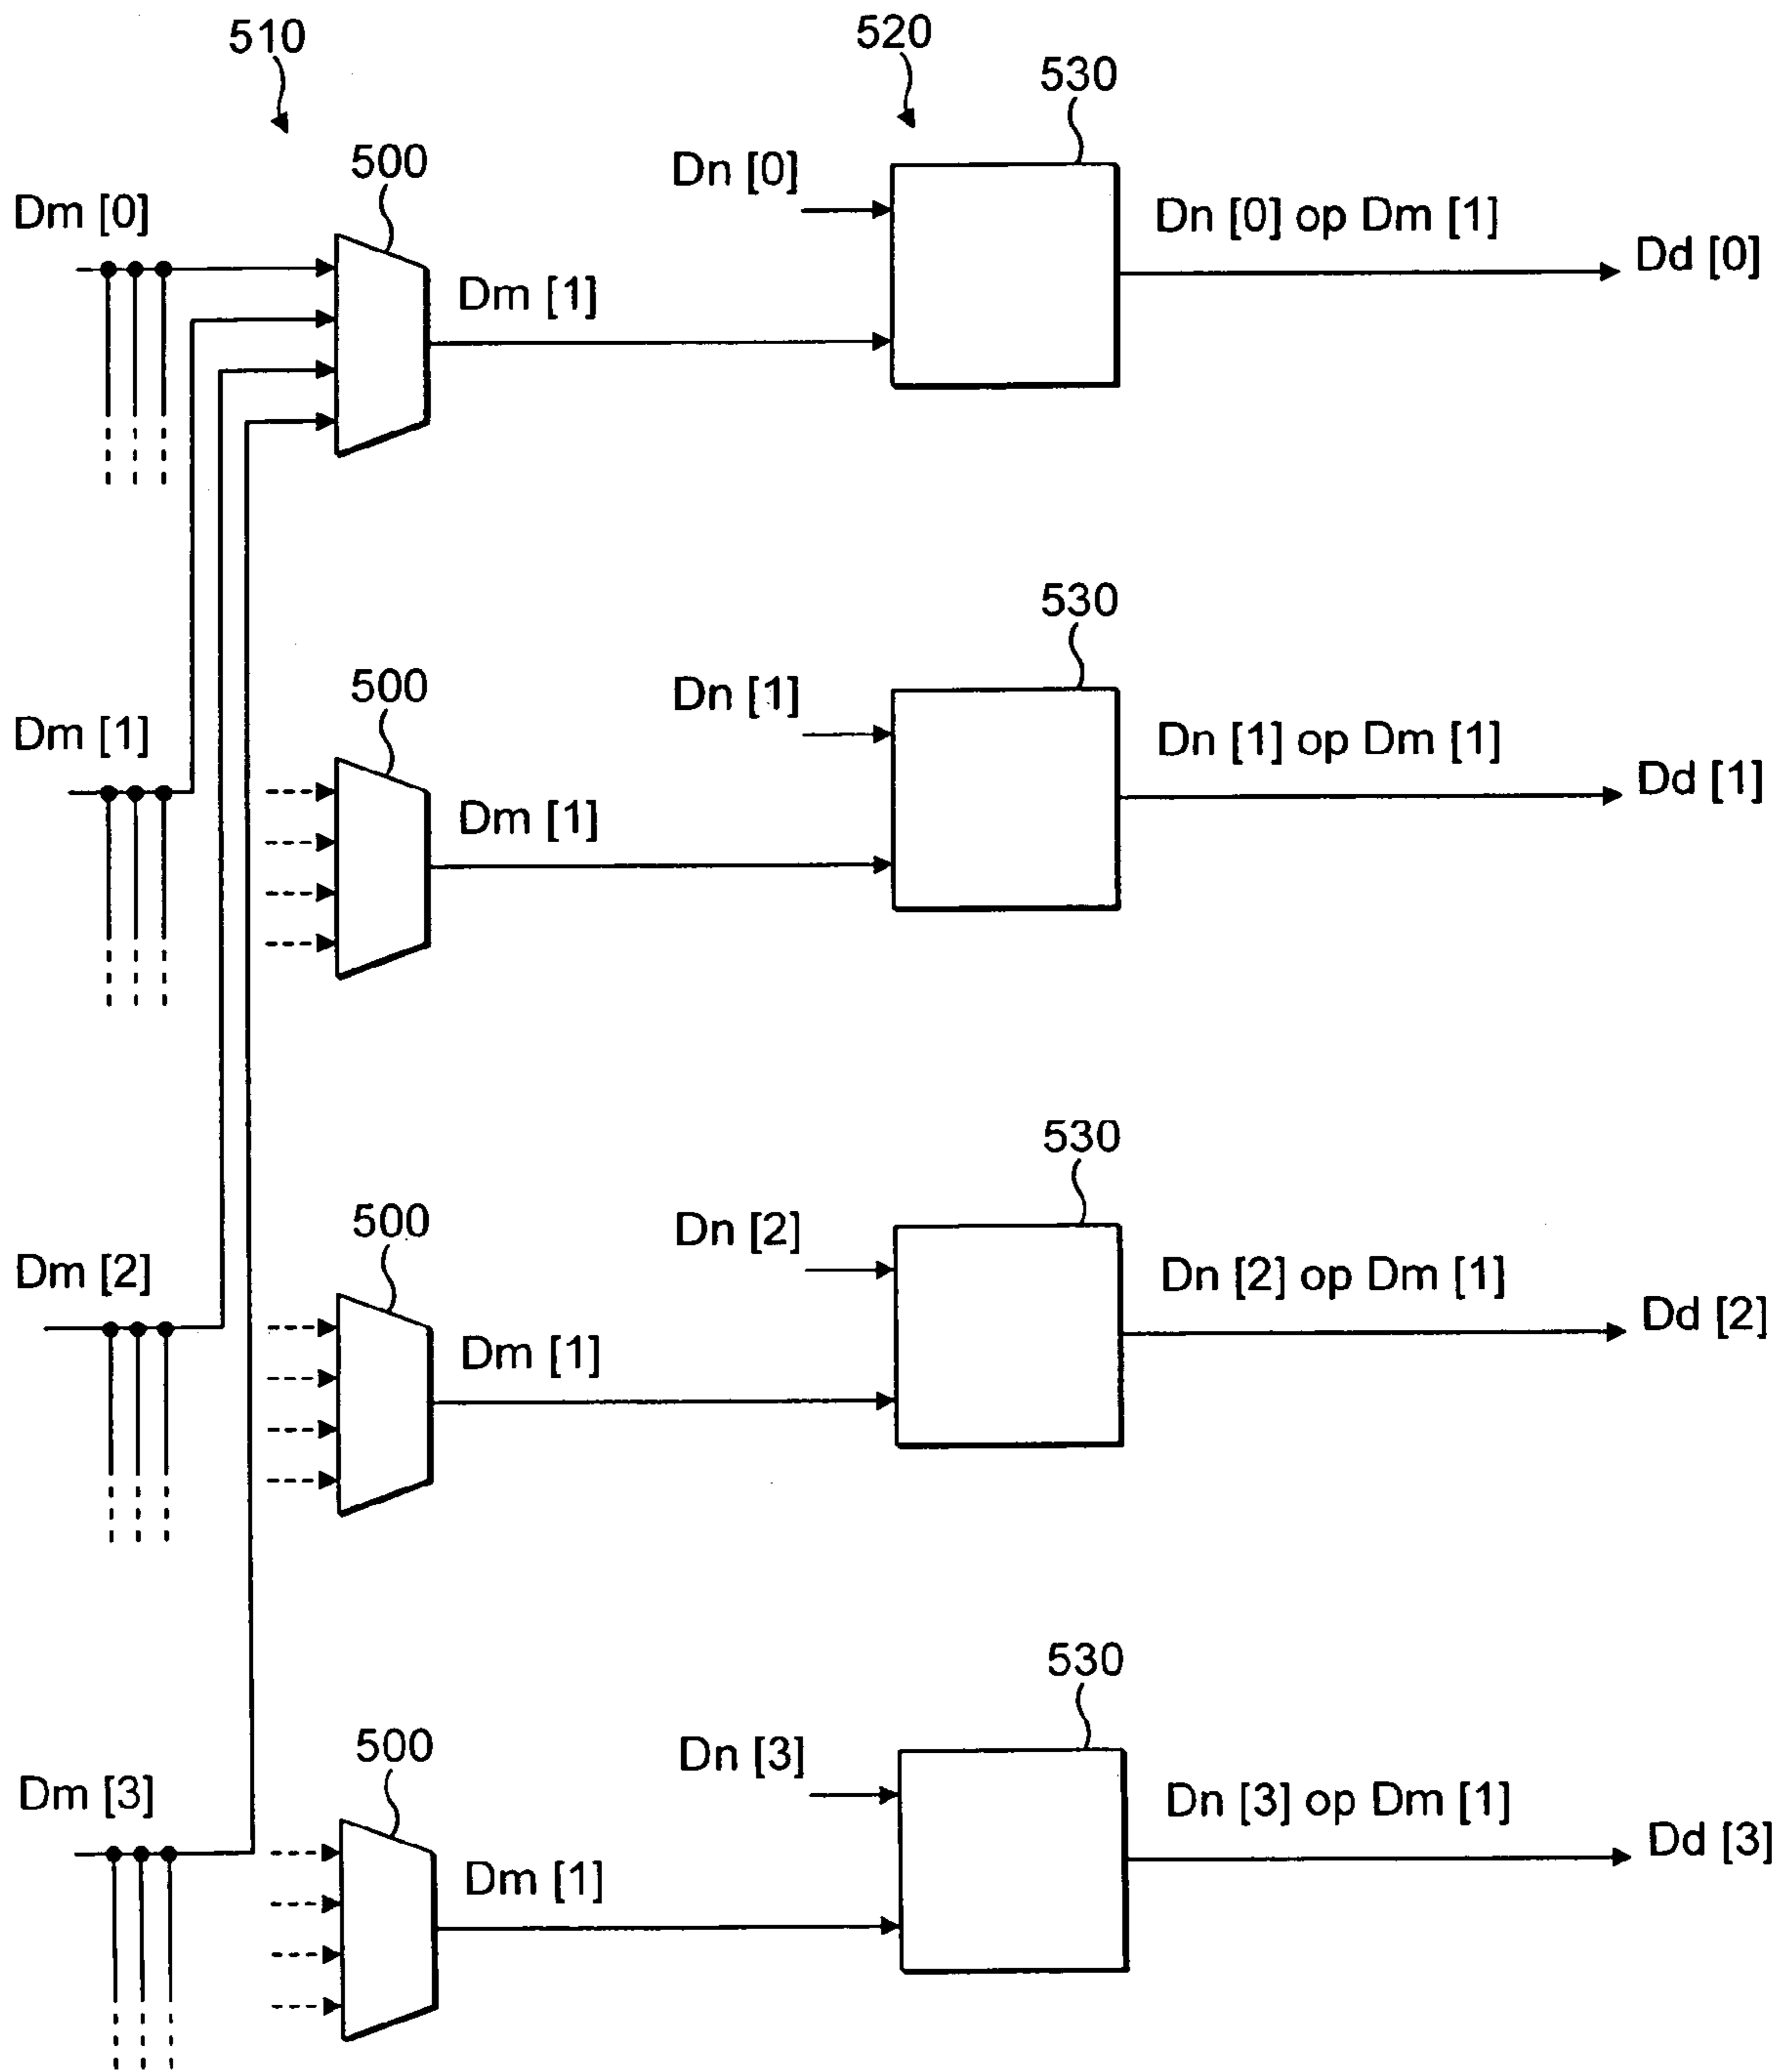 510
520
530
500
Dn [0]
Dm [0]
Dn [0] op Dm [1]
Dd [0]
Dm [1]
530
500
Dn [1]
Dm [1]
Dn [1] op Dm [1]
Dd [1]
Dm [1]
530
500
Dn [2]
Dm [2]
Dn [2] op Dm [1]
Dd [2]
Dm [1]
530
500
Dn [3]
Dm [3]
Dn [3] op Dm [1]
Dd [3]
Dm [1]